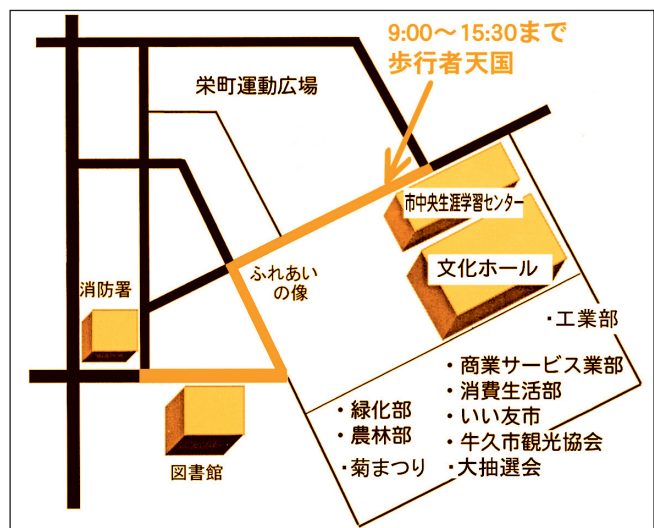 9:00～15:30まで
歩行者天国
栄町運動広場
市中央生涯学習センター
文化ホール
ふれあい
の像
消防署
・工業部
・商業サービス業部
・消費生活部
・いい友市
・牛久市観光協会
・大抽選会
・緑化部
・農林部
・菊まつり
図書館